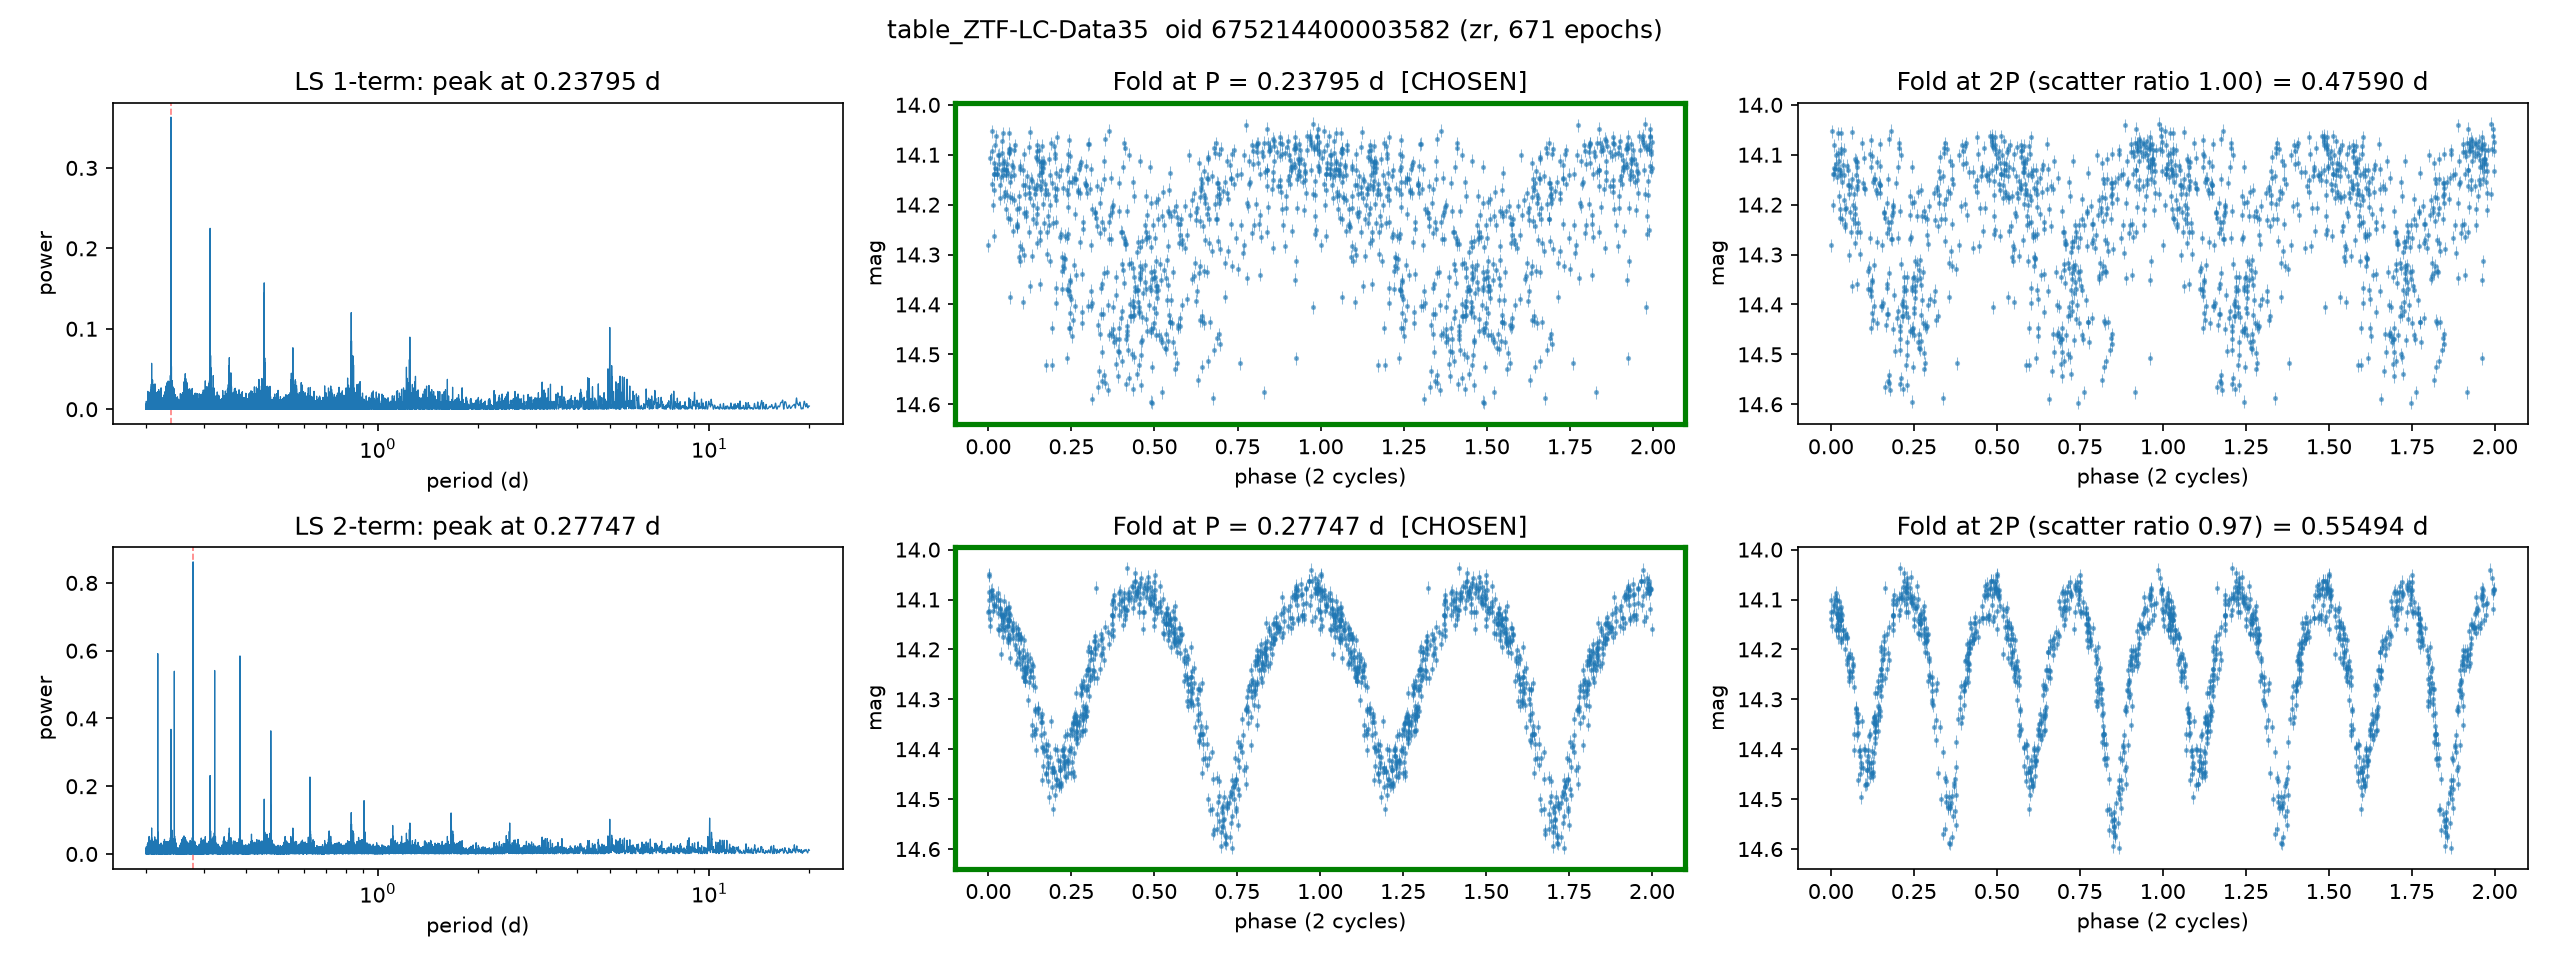 table_ZTF-LC-Data35  oid 675214400003582 (zr, 671 epochs)
LS 1-term: peak at 0.23795 d
Fold at P = 0.23795 d  [CHOSEN]
Fold at 2P (scatter ratio 1.00) = 0.47590 d
power
0.3
0.2
0.1
0.0
10⁰ 10¹
period (d)
mag
14.0
14.1
14.2
14.3
14.4
14.5
14.6
0.00 0.25 0.50 0.75 1.00 1.25 1.50 1.75 2.00
phase (2 cycles)
mag
14.0
14.1
14.2
14.3
14.4
14.5
14.6
0.00 0.25 0.50 0.75 1.00 1.25 1.50 1.75 2.00
phase (2 cycles)
LS 2-term: peak at 0.27747 d
Fold at P = 0.27747 d  [CHOSEN]
Fold at 2P (scatter ratio 0.97) = 0.55494 d
power
0.8
0.6
0.4
0.2
0.0
10⁰ 10¹
period (d)
mag
14.0
14.1
14.2
14.3
14.4
14.5
14.6
0.00 0.25 0.50 0.75 1.00 1.25 1.50 1.75 2.00
phase (2 cycles)
mag
14.0
14.1
14.2
14.3
14.4
14.5
14.6
0.00 0.25 0.50 0.75 1.00 1.25 1.50 1.75 2.00
phase (2 cycles)